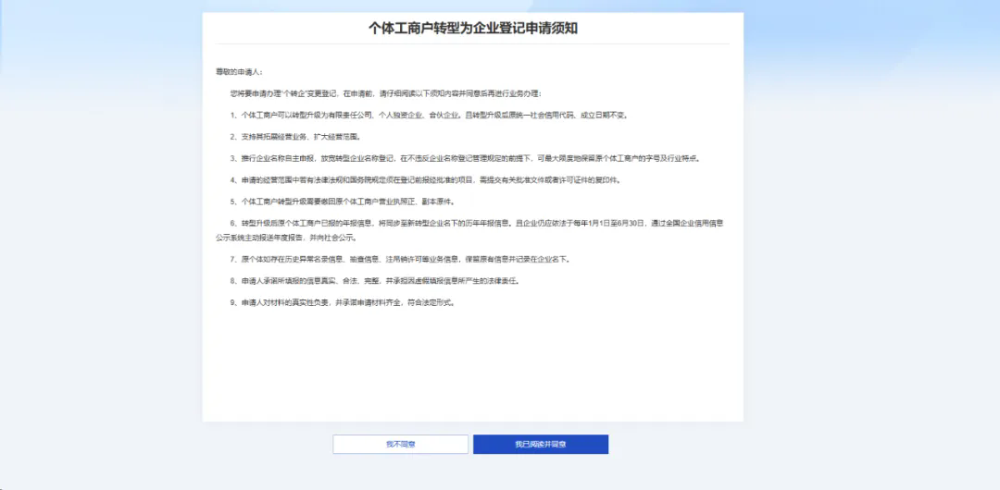 个体工商户转型为企业登记申请须知
尊敬的申请人：
您将要申请办理“个转企”变更登记，在申请前，请仔细阅读以下须知内容并同意后再进行业务办理：
1、个体工商户可以转型升级为有限责任公司、个人独资企业、合伙企业。且转型升级后原统一社会信用代码、成立日期不变。
2、支持其拓展经营业务、扩大经营范围。
3、推行企业名称自主申报，放宽转型企业名称登记，在不违反企业名称登记管理规定的前提下，可最大限度地保留原个体工商户的字号及行业特点。
4、申请的经营范围中若有法律法规和国务院规定须在登记前报经批准的项目，需提交有关批准文件或者许可证件的复印件。
5、个体工商户转型升级需要缴回原个体工商户营业执照正、副本原件。
6、转型升级后原个体工商户已报的年报信息，将同步至新转型企业名下的历年年报信息。且企业仍应依法于每年1月1日至6月30日，通过全国企业信用信息
公示系统主动报送年度报告，并向社会公示。
7、原个体如存在历史异常名录信息、抽查信息、注吊销许可等业务信息，保留原有信息并记录在企业名下。
8、申请人承诺所填报的信息真实、合法、完整，并承担因虚假填报信息所产生的法律责任。
9、申请人对材料的真实性负责，并承诺申请材料齐全，符合法定形式。
我不同意
我已阅读并同意